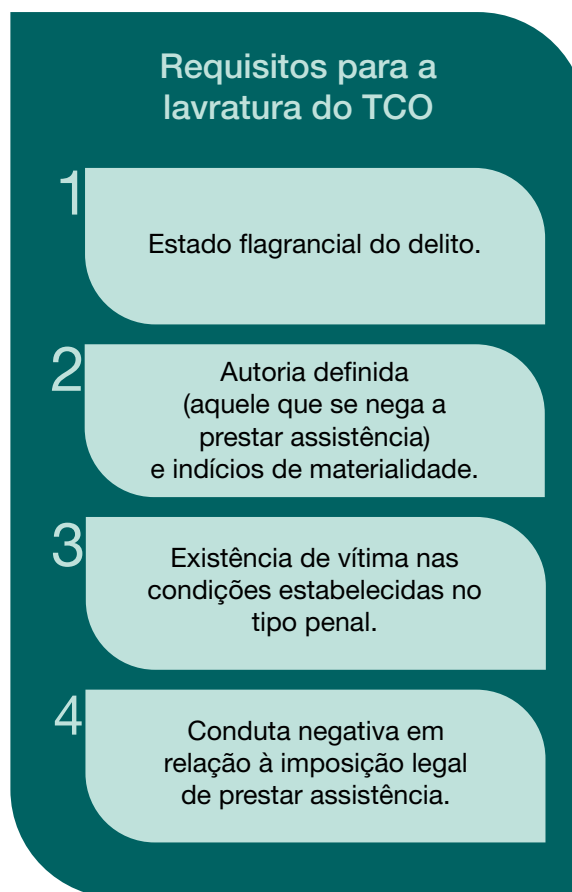 Requisitos para a
lavratura do TCO
1
Estado flagrancial do delito.
2
Autoria definida
(aquele que se nega a
prestar assistência)
e indícios de materialidade.
3
Existência de vítima nas
condições estabelecidas no
tipo penal.
4
Conduta negativa em
relação à imposição legal
de prestar assistência.